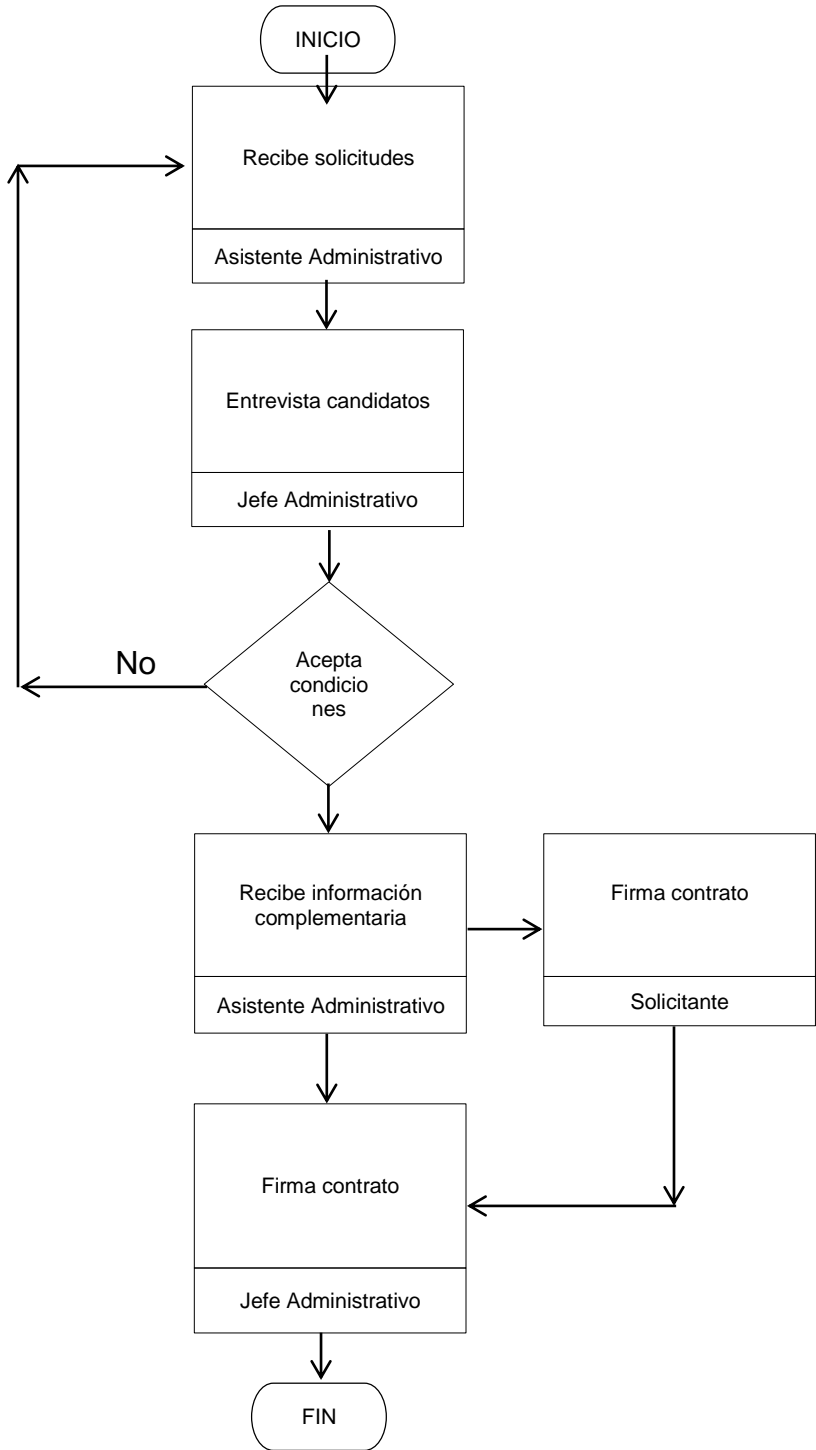 INICIO
Recibe solicitudes
Asistente Administrativo
Entrevista candidatos
Jefe Administrativo
No
Acepta
condicio
nes
Recibe información
complementaria
Asistente Administrativo
Firma contrato
Solicitante
Firma contrato
Jefe Administrativo
FIN